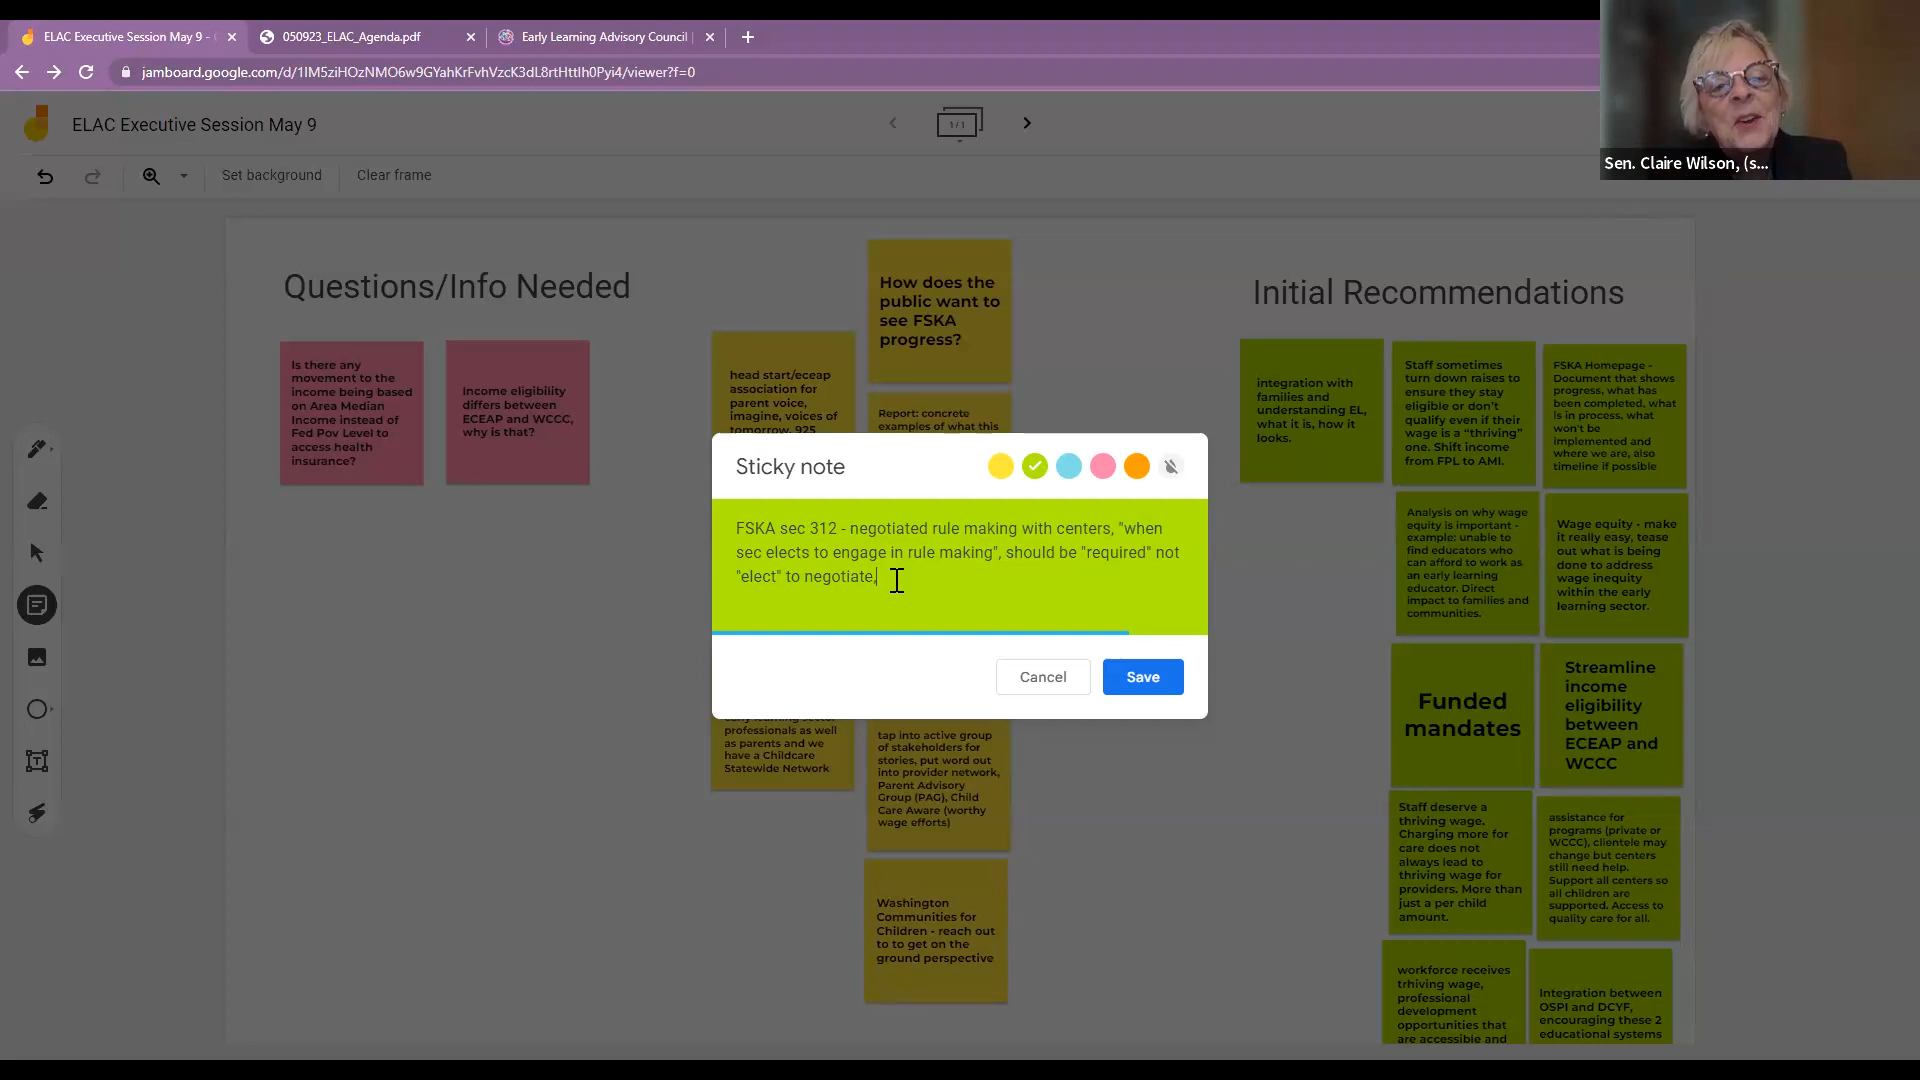 ELAC Executive Session May 9 -
050923_ELAC_Agenda.pdf
Early Learning Advisory Council |
jamboard.google.com/d/1IM5ziHOzNMO6w9GYahKrFvhVzcK3dL8rtHttIh0Pyi4/viewer?f=0
ELAC Executive Session May 9
1 / 1
Set background
Clear frame
Sen. Claire Wilson, (s...
Questions/Info Needed
Is there any
movement to the
income being based
on Area Median
Income instead of
Fed Pov Level to
access health
insurance?
Income eligibility
differs between
ECEAP and WCCC,
why is that?
How does the
public want to
see FSKA
progress?
head start/eceap
association for
parent voice,
imagine, voices of
tomorrow, 925
Report: concrete
examples of what this
Sticky note
FSKA sec 312 - negotiated rule making with centers, "when
sec elects to engage in rule making", should be "required" not
"elect" to negotiate,
Cancel
Save
early learning sector
professionals as well
as parents and we
have a Childcare
Statewide Network
tap into active group
of stakeholders for
stories, put word out
into provider network,
Parent Advisory
Group (PAG), Child
Care Aware (worthy
wage efforts)
Washington
Communities for
Children - reach out
to to get on the
ground perspective
Initial Recommendations
integration with
families and
understanding EL,
what it is, how it
looks.
Staff sometimes
turn down raises to
ensure they stay
eligible or don't
qualify even if their
wage is a "thriving"
one. Shift income
from FPL to AMI.
FSKA Homepage -
Document that shows
progress, what has
been completed, what
is in process, what
won't be
implemented and
where we are, also
timeline if possible
Analysis on why wage
equity is important -
example: unable to
find educators who
can afford to work as
an early learning
educator. Direct
impact to families and
communities.
Wage equity - make
it really easy, tease
out what is being
done to address
wage inequity
within the early
learning sector.
Funded
mandates
Streamline
income
eligibility
between
ECEAP and
WCCC
Staff deserve a
thriving wage.
Charging more for
care does not
always lead to
thriving wage for
providers. More than
just a per child
amount.
assistance for
programs (private or
WCCC), clientele may
change but centers
still need help.
Support all centers so
all children are
supported. Access to
quality care for all.
workforce receives
trhiving wage,
professional
development
opportunities that
are accessible and
Integration between
OSPI and DCYF,
encouraging these 2
educational systems